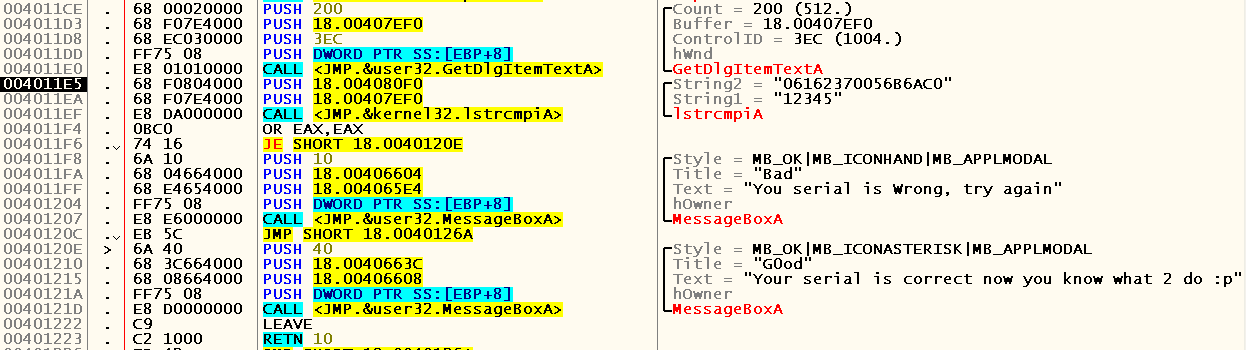 004011CE . 68 00020000 PUSH 200 Count = 200 (512.)
004011D3 . 68 F07E4000 PUSH 18.00407EF0 Buffer = 18.00407EF0
004011D8 . 68 EC030000 PUSH 3EC ControlID = 3EC (1004.)
004011DD . FF75 08 PUSH DWORD PTR SS:[EBP+8] hWnd
004011E0 . E8 01010000 CALL <JMP.&user32.GetDlgItemTextA> GetDlgItemTextA
004011E5 . 68 F0804000 PUSH 18.004080F0 String2 = "06162370056B6AC0"
004011EA . 68 F07E4000 PUSH 18.00407EF0 String1 = "12345"
004011EF . E8 DA000000 CALL <JMP.&kernel32.lstrcmpiA> lstrcmpiA
004011F4 . 0BC0 OR EAX,EAX
004011F6 . 74 16 JE SHORT 18.0040120E
004011F8 . 6A 10 PUSH 10 Style = MB_OK|MB_ICONHAND|MB_APPLMODAL
004011FA . 68 04664000 PUSH 18.00406604 Title = "Bad"
004011FF . 68 E4654000 PUSH 18.004065E4 Text = "You serial is Wrong, try again"
00401204 . FF75 08 PUSH DWORD PTR SS:[EBP+8] hOwner
00401207 . E8 E6000000 CALL <JMP.&user32.MessageBoxA> MessageBoxA
0040120C . EB 5C JMP SHORT 18.0040126A
0040120E > 6A 40 PUSH 40 Style = MB_OK|MB_ICONASTERISK|MB_APPLMODAL
00401210 . 68 3C664000 PUSH 18.0040663C Title = "G0od"
00401215 . 68 08664000 PUSH 18.00406608 Text = "Your serial is correct now you know what 2 do :p"
0040121A . FF75 08 PUSH DWORD PTR SS:[EBP+8] hOwner
0040121D . E8 D0000000 CALL <JMP.&user32.MessageBoxA> MessageBoxA
00401222 . C9 LEAVE
00401223 . C2 1000 RETN 10